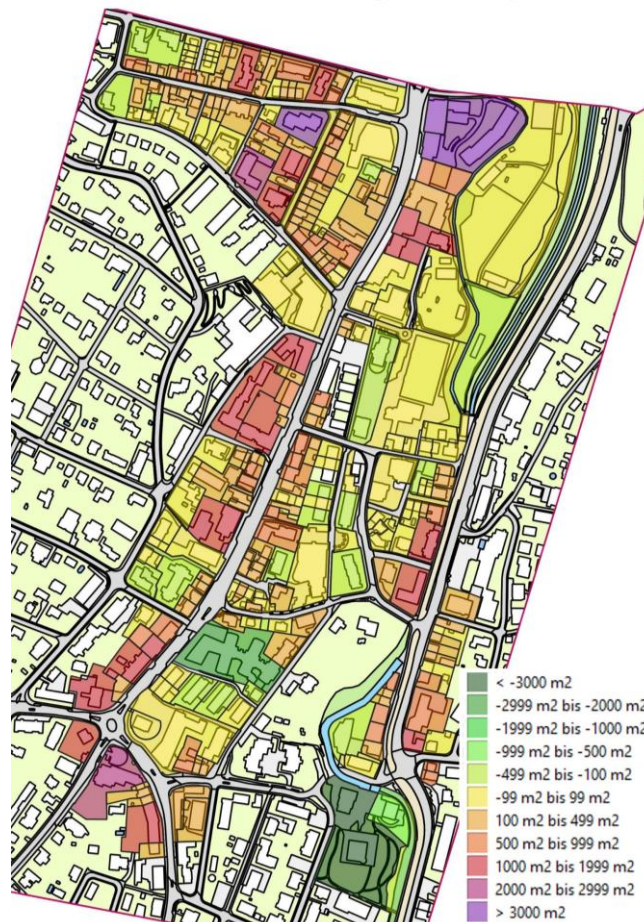 < -3000 m2
-2999 m2 bis -2000 m2
-1999 m2 bis -1000 m2
-999 m2 bis -500 m2
-499 m2 bis -100 m2
-99 m2 bis 99 m2
100 m2 bis 499 m2
500 m2 bis 999 m2
1000 m2 bis 1999 m2
2000 m2 bis 2999 m2
> 3000 m2